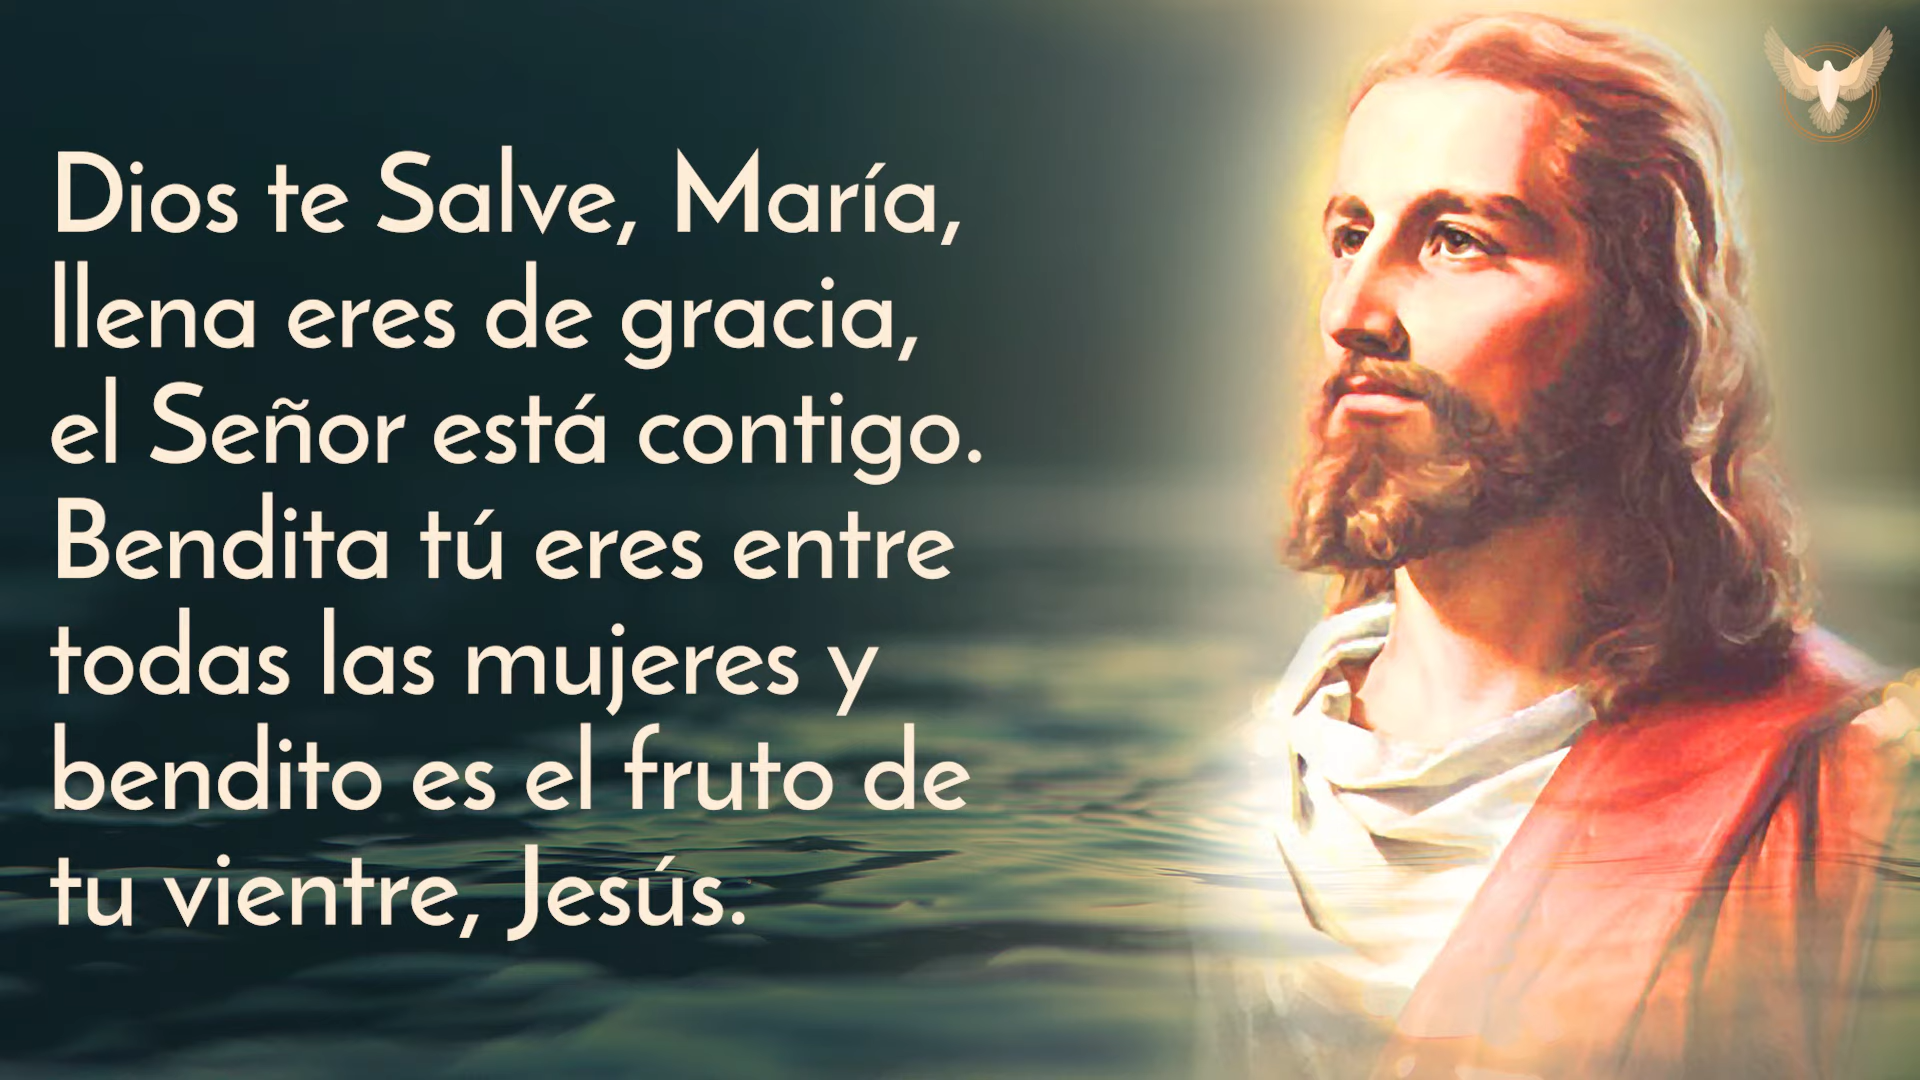 Dios te Salve, María,
llena eres de gracia,
el Señor está contigo.
Bendita tú eres entre
todas las mujeres y
bendito es el fruto de
tu vientre, Jesús.